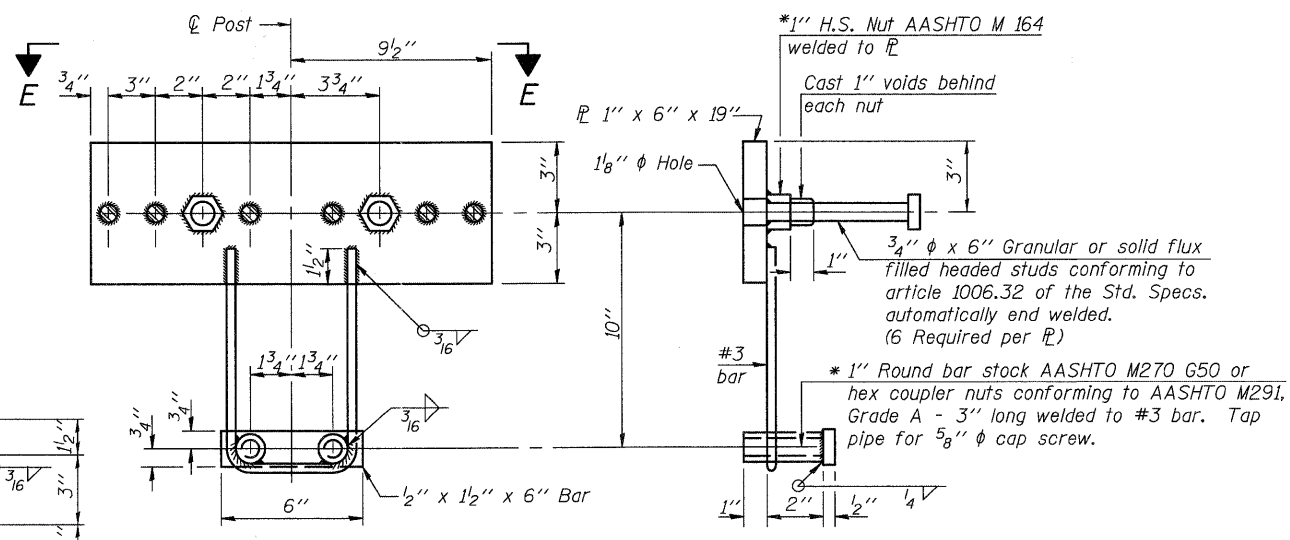 ℄ Post
9½"
E
E
¾"
3"
2"
2"
1¾"
3¾"
3"
3"
1½"
3/16
10"
1¾"
1¾"
¾"
¾"
3/16
6"
½" x 1½" x 6" Bar
1½"
3/16
3"
"
*1" H.S. Nut AASHTO M 164
welded to ⅊
Cast 1" voids behind
each nut
⅊ 1" x 6" x 19"
1⅛" ϕ Hole
3"
1"
¾" ϕ x 6" Granular or solid flux
filled headed studs conforming to
article 1006.32 of the Std. Specs.
automatically end welded.
(6 Required per ⅊)
#3
bar
* 1" Round bar stock AASHTO M270 G50 or
hex coupler nuts conforming to AASHTO M291,
Grade A - 3" long welded to #3 bar. Tap
pipe for ⅝" ϕ cap screw.
1"
2"
½"
¼